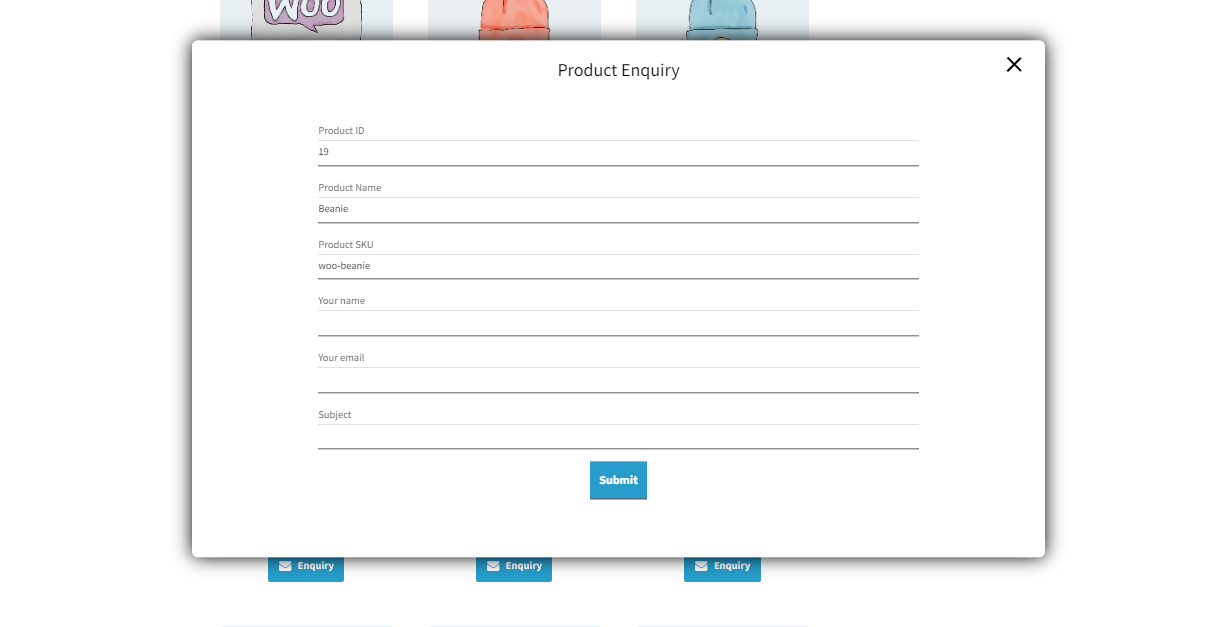 WOO
Product Enquiry
Product ID
19
Product Name
Beanie
Product SKU
woo-beanie
Your name
Your email
Subject
Submit
Enquiry Enquiry Enquiry